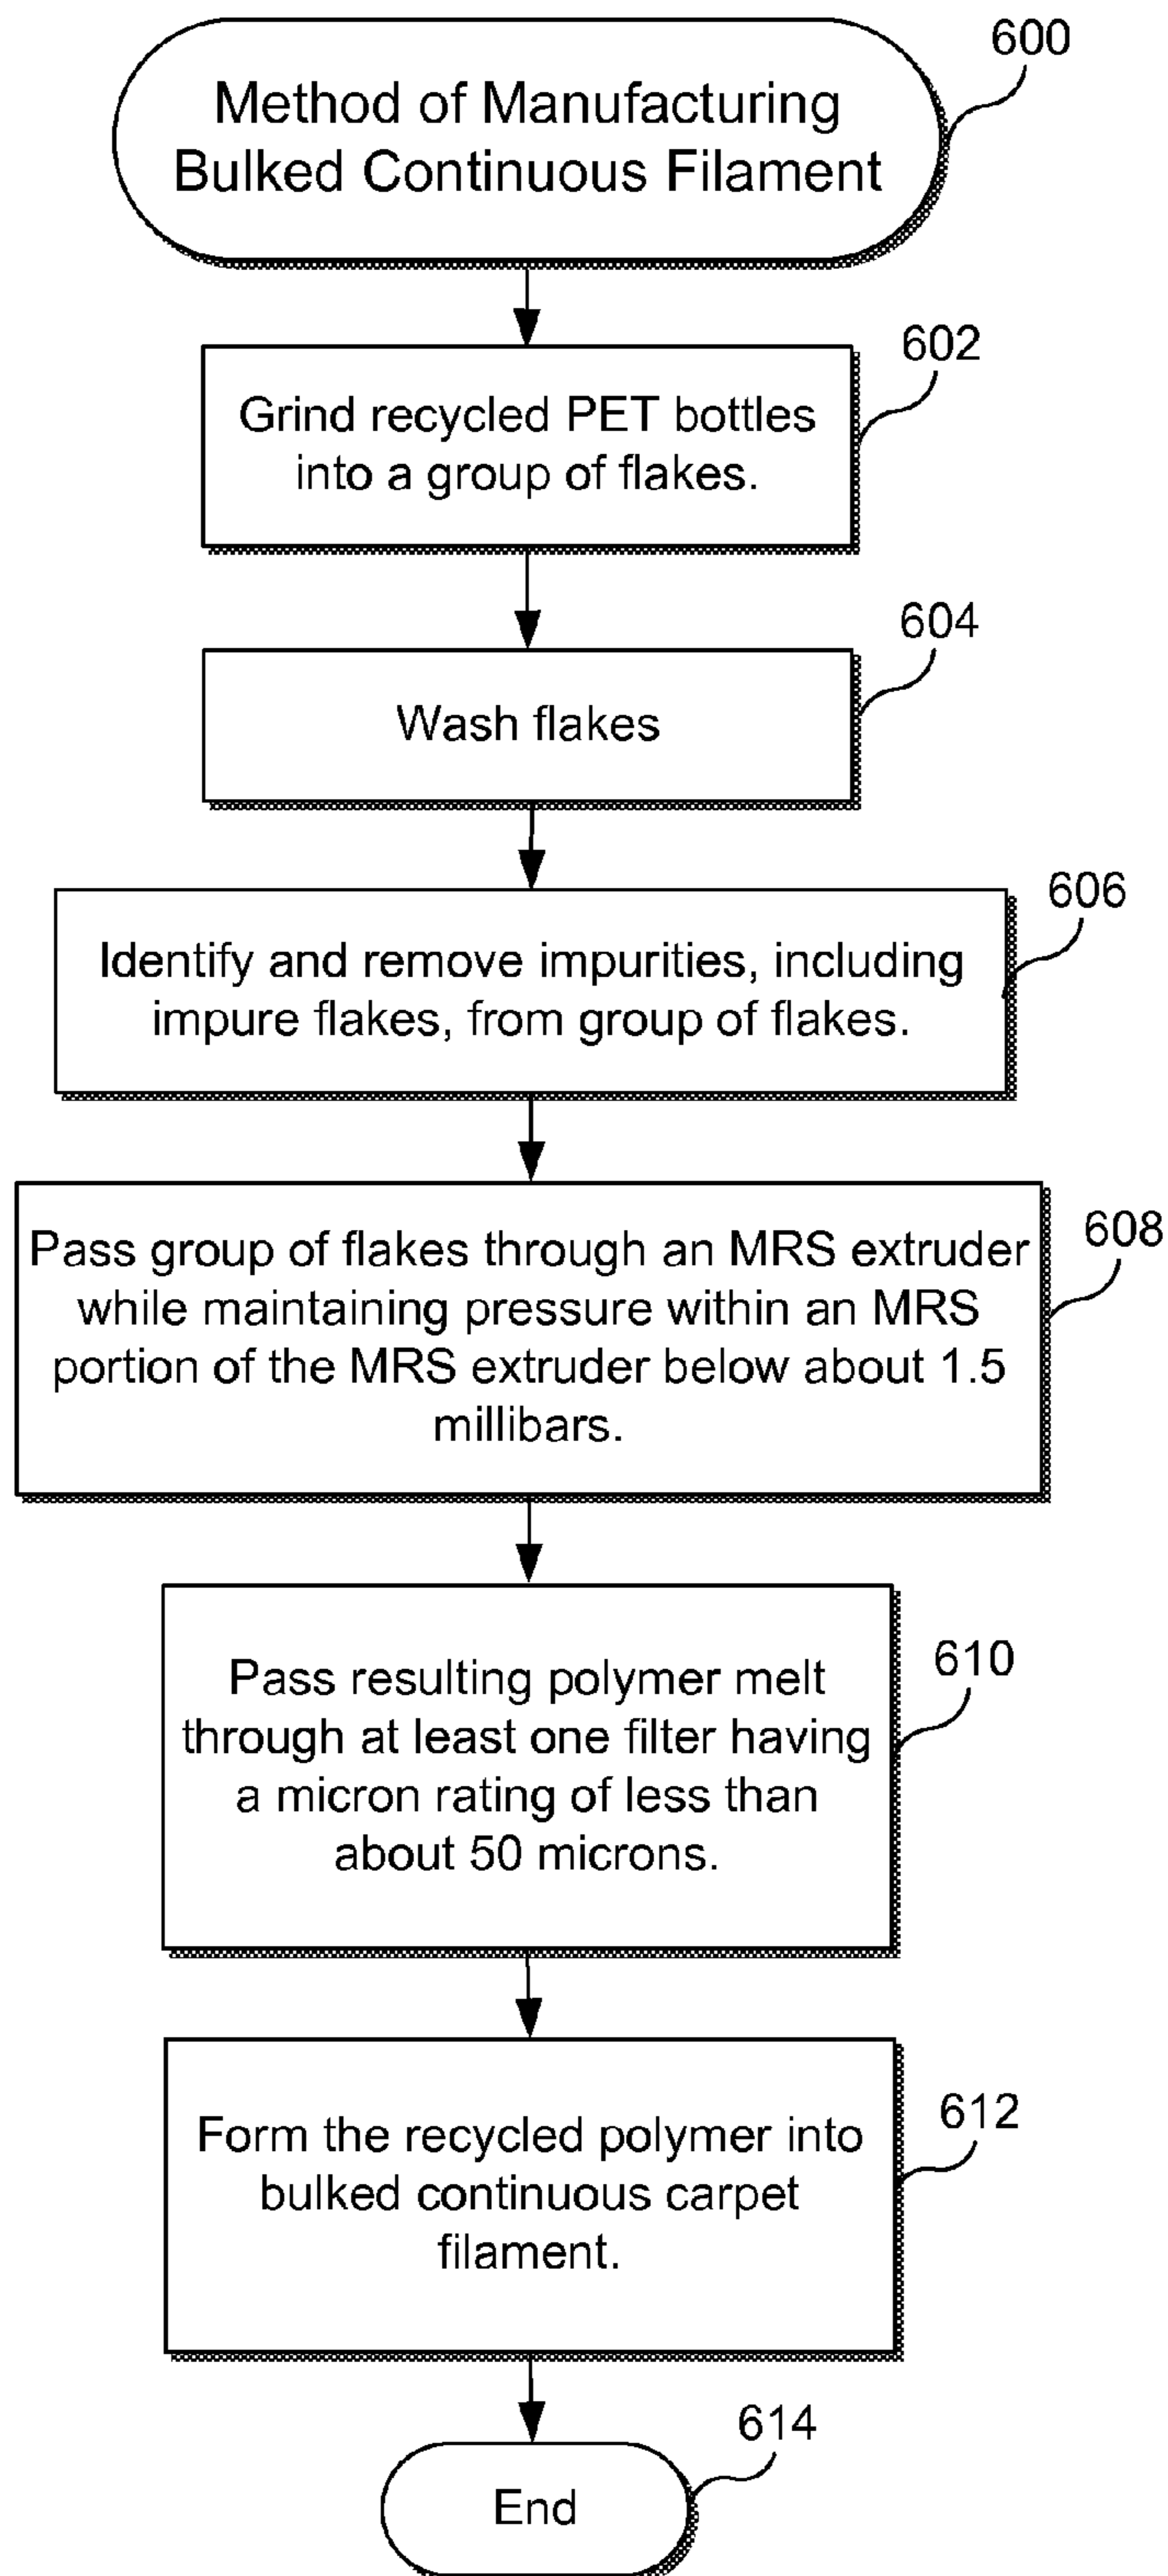 600
Method of Manufacturing
Bulked Continuous Filament
602
Grind recycled PET bottles
into a group of flakes.
604
Wash flakes
606
Identify and remove impurities, including
impure flakes, from group of flakes.
608
Pass group of flakes through an MRS extruder
while maintaining pressure within an MRS
portion of the MRS extruder below about 1.5
millibars.
610
Pass resulting polymer melt
through at least one filter having
a micron rating of less than
about 50 microns.
612
Form the recycled polymer into
bulked continuous carpet
filament.
614
End